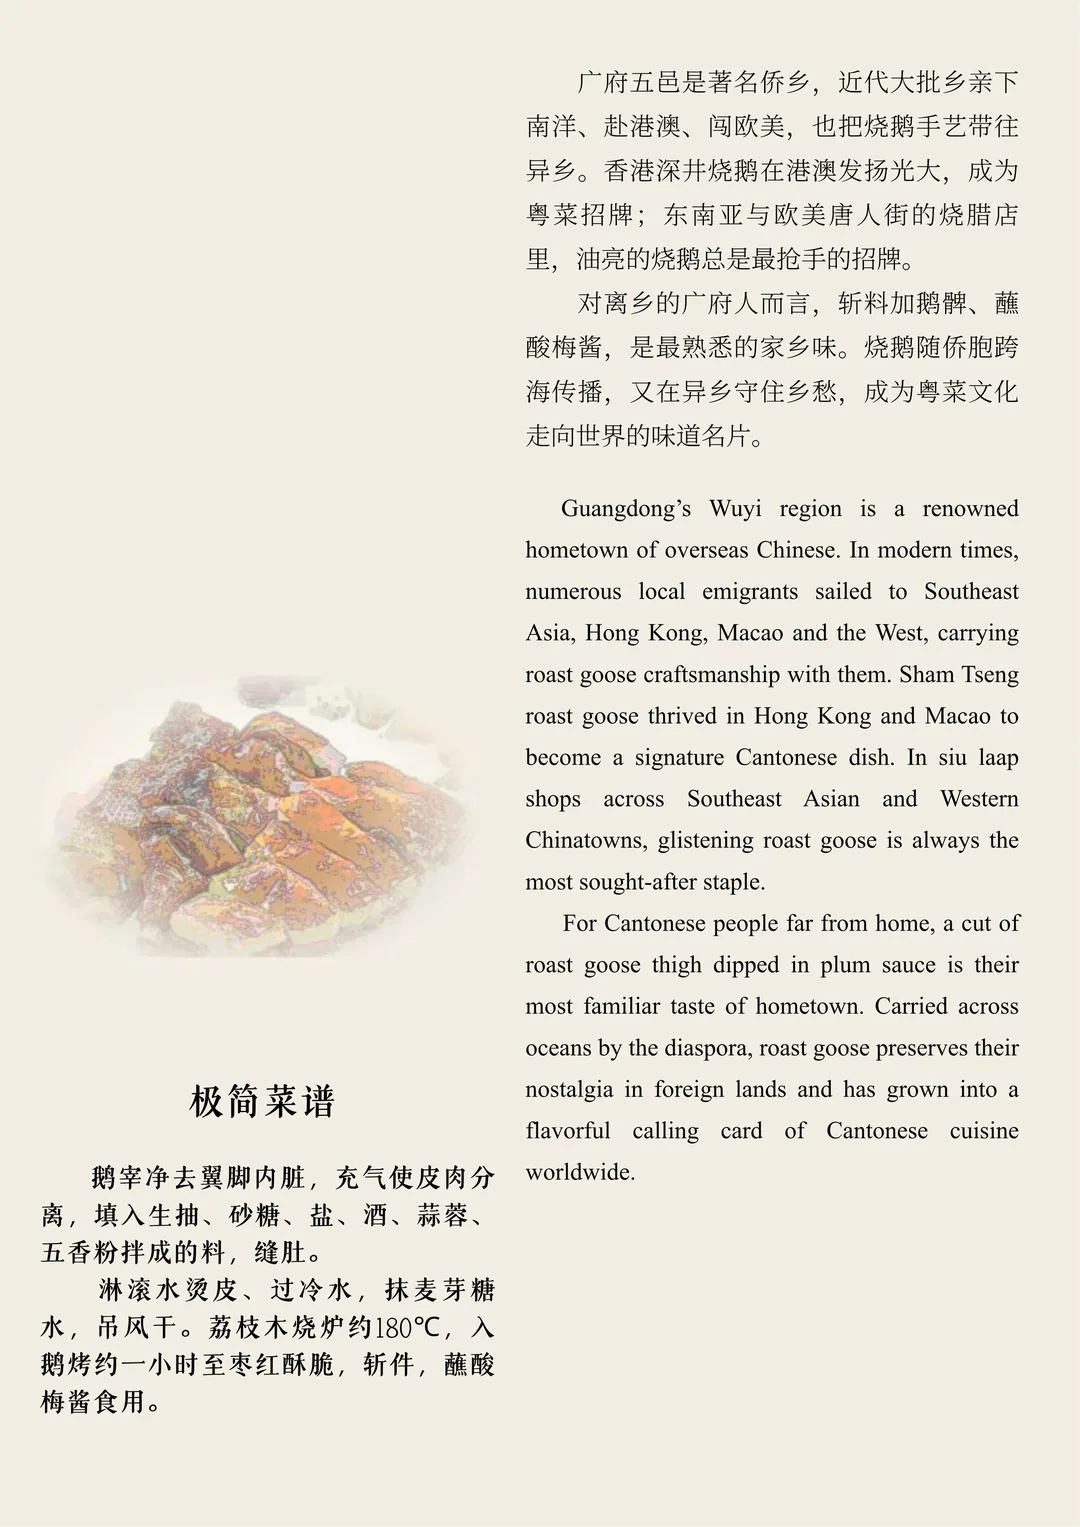 广府五邑是著名侨乡，近代大批乡亲下
南洋、赴港澳、闯欧美，也把烧鹅手艺带往
异乡。香港深井烧鹅在港澳发扬光大，成为
粤菜招牌；东南亚与欧美唐人街的烧腊店
里，油亮的烧鹅总是最抢手的招牌。
对离乡的广府人而言，斩料加鹅髀、蘸
酸梅酱，是最熟悉的家乡味。烧鹅随侨胞跨
海传播，又在异乡守住乡愁，成为粤菜文化
走向世界的味道名片。
Guangdong’s Wuyi region is a renowned
hometown of overseas Chinese. In modern times,
numerous local emigrants sailed to Southeast
Asia, Hong Kong, Macao and the West, carrying
roast goose craftsmanship with them. Sham Tseng
roast goose thrived in Hong Kong and Macao to
become a signature Cantonese dish. In siu laap
shops across Southeast Asian and Western
Chinatowns, glistening roast goose is always the
most sought-after staple.
For Cantonese people far from home, a cut of
roast goose thigh dipped in plum sauce is their
most familiar taste of hometown. Carried across
oceans by the diaspora, roast goose preserves their
nostalgia in foreign lands and has grown into a
flavorful calling card of Cantonese cuisine
worldwide.
极简菜谱
鹅宰净去翼脚内脏，充气使皮肉分
离，填入生抽、砂糖、盐、酒、蒜蓉、
五香粉拌成的料，缝肚。
淋滚水烫皮、过冷水，抹麦芽糖
水，吊风干。荔枝木烧炉约180℃，入
鹅烤约一小时至枣红酥脆，斩件，蘸酸
梅酱食用。